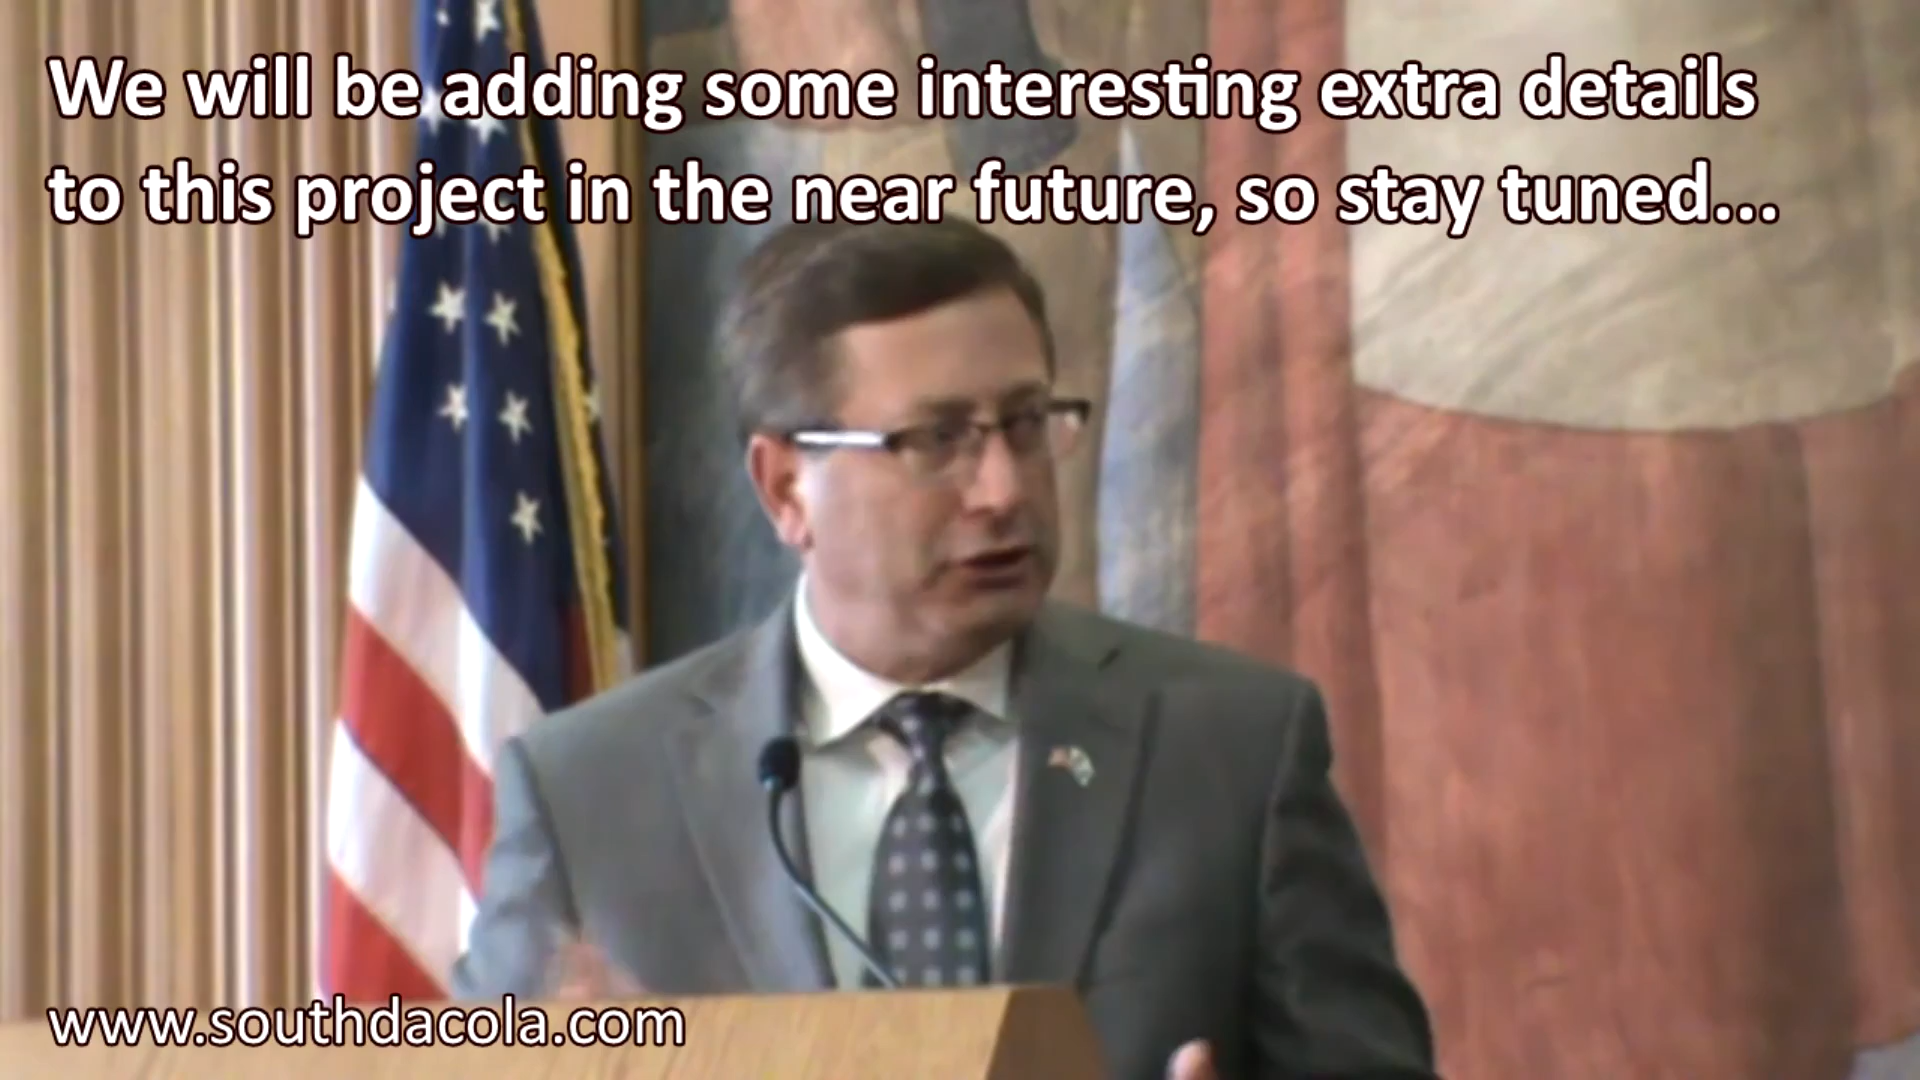 We will be adding some interesting extra details
to this project in the near future, so stay tuned...
www.southdacola.com